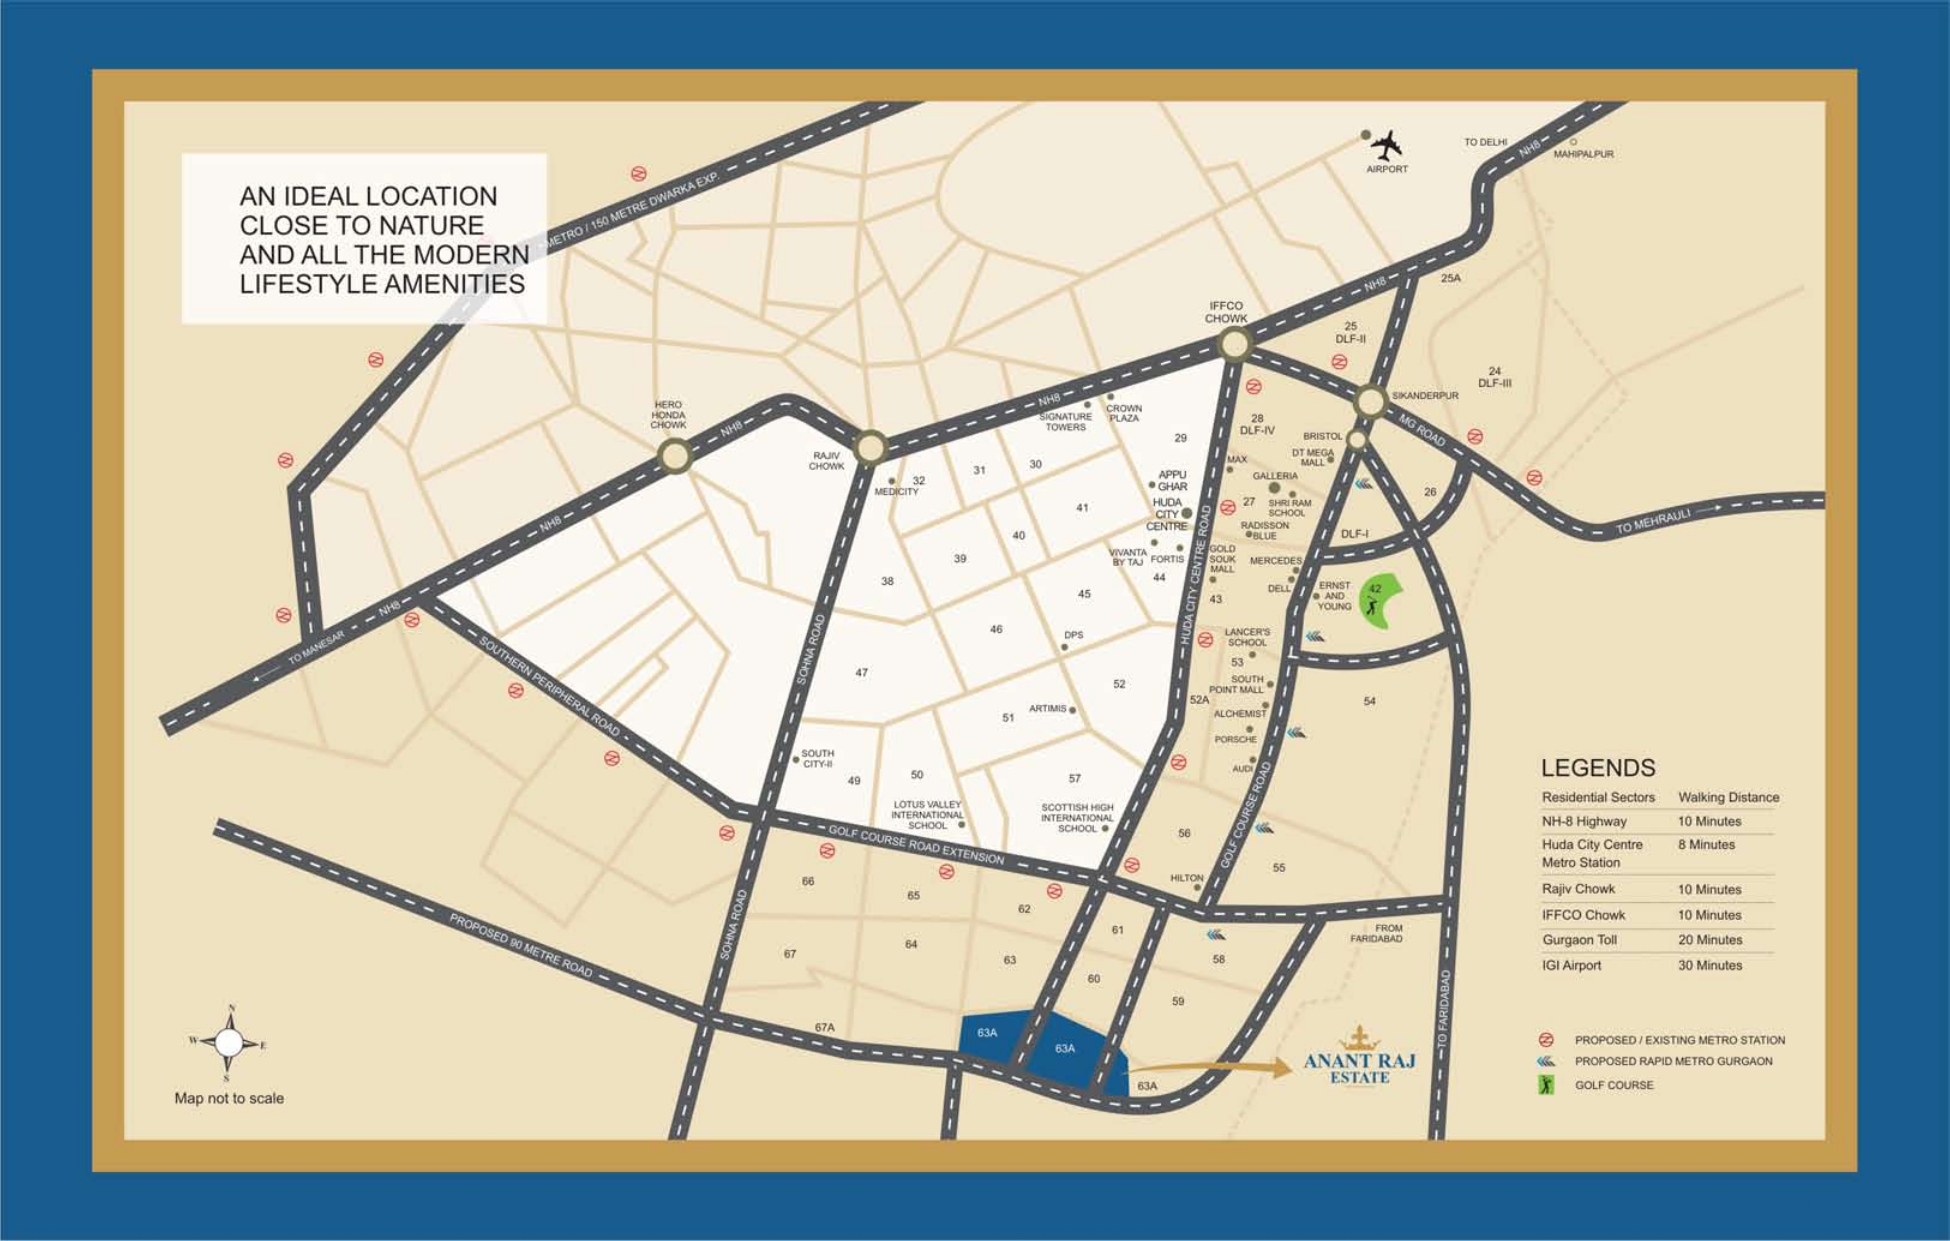 AN IDEAL LOCATION
CLOSE TO NATURE
AND ALL THE MODERN
LIFESTYLE AMENITIES
METRO / 150 METRE DWARKA EXP.
AIRPORT
TO DELHI
NH8
MAHIPALPUR
25A
NH8
IFFCO
CHOWK
25
DLF-II
24
DLF-III
SIKANDERPUR
MG ROAD
HERO
HONDA
CHOWK
NH8
RAJIV
CHOWK
NH8
SIGNATURE
TOWERS
CROWN
PLAZA
29
28
DLF-IV
BRISTOL
DT MEGA
MALL
MAX
GALLERIA
27
SHRI RAM
SCHOOL
26
MEDICITY
32
31
30
41
APPU
GHAR
HUDA
CITY
CENTRE
RADISSON
BLUE
DLF-I
TO MEHRAULI
NH8
40
39
38
VIVANTA
BY TAJ
FORTIS
44
GOLD
SOUK
MALL
MERCEDES
DELL
ERNST
AND
YOUNG
42
45
43
HUDA CITY CENTRE ROAD
NH8
TO MANESAR
SOUTHERN PERIPHERAL ROAD
SOHNA ROAD
46
DPS
LANCER'S
SCHOOL
53
47
52
SOUTH
POINT MALL
52A
54
51
ARTIMIS
ALCHEMIST
PORSCHE
AUDI
SOUTH
CITY-II
49
50
57
LOTUS VALLEY
INTERNATIONAL
SCHOOL
SCOTTISH HIGH
INTERNATIONAL
SCHOOL
GOLF COURSE ROAD
56
55
GOLF COURSE ROAD EXTENSION
HILTON
66
65
62
61
FROM
FARIDABAD
SOHNA ROAD
PROPOSED 90 METRE ROAD
67
64
63
60
58
59
TO FARIDABAD
67A
63A
63A
63A
ANANT RAJ
ESTATE
LEGENDS
Residential Sectors Walking Distance
NH-8 Highway 10 Minutes
Huda City Centre 8 Minutes
Metro Station
Rajiv Chowk 10 Minutes
IFFCO Chowk 10 Minutes
Gurgaon Toll 20 Minutes
IGI Airport 30 Minutes
PROPOSED / EXISTING METRO STATION
PROPOSED RAPID METRO GURGAON
GOLF COURSE
N
W E
S
Map not to scale